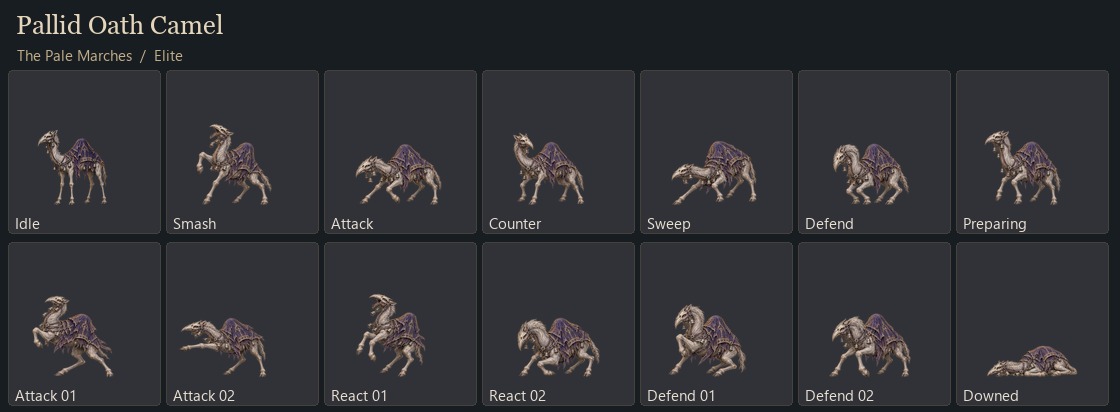 Pallid Oath Camel
The Pale Marches / Elite
Idle
Smash
Attack
Counter
Sweep
Defend
Preparing
Attack 01
Attack 02
React 01
React 02
Defend 01
Defend 02
Downed